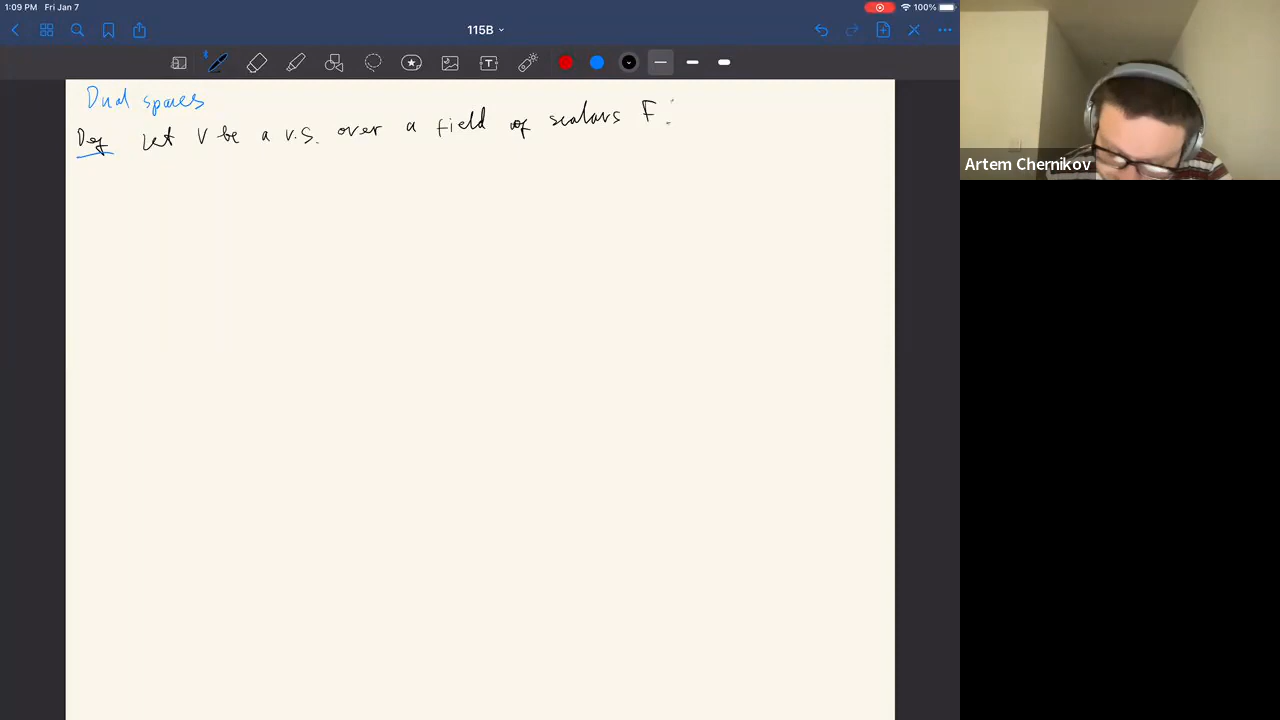 1:09 PM Fri Jan 7
100%
115B
T
Dual spaces
Def Let V be a v.s. over a field of scalars F.
Artem Chernikov